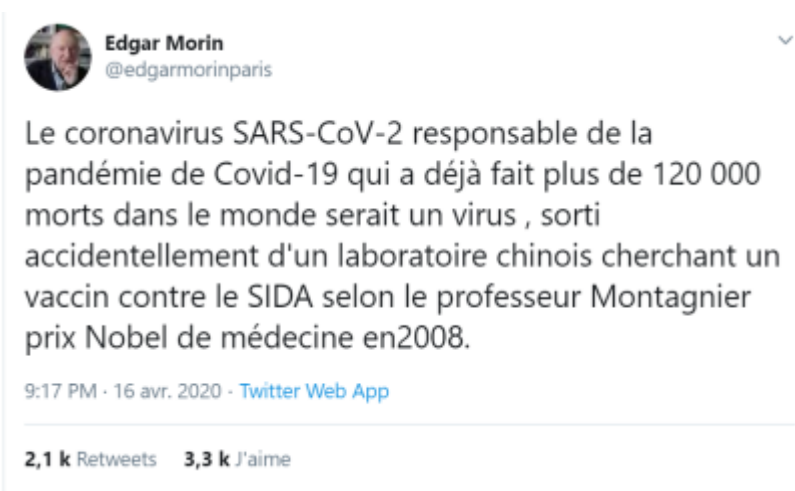 Edgar Morin
@edgarmorinparis
Le coronavirus SARS-CoV-2 responsable de la
pandémie de Covid-19 qui a déjà fait plus de 120 000
morts dans le monde serait un virus , sorti
accidentellement d'un laboratoire chinois cherchant un
vaccin contre le SIDA selon le professeur Montagnier
prix Nobel de médecine en2008.
9:17 PM · 16 avr. 2020 · Twitter Web App
2,1 k Retweets 3,3 k J'aime